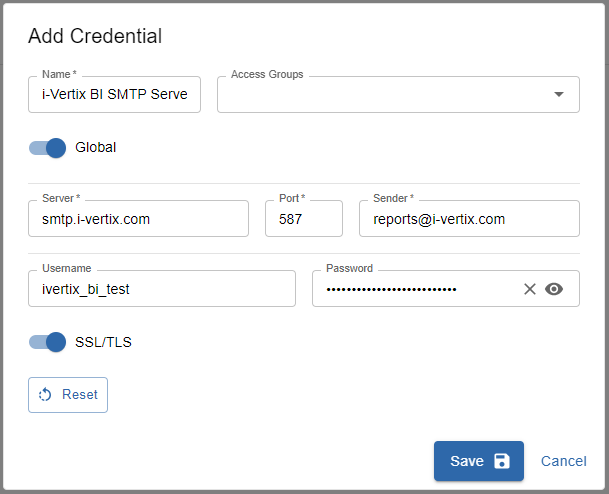 Add Credential
Name *
Access Groups
i-Vertix BI SMTP Serve
Global
Server *
Port *
Sender *
smtp.i-vertix.com
587
reports@i-vertix.com
Username
Password
ivertix_bi_test
••••••••••••••••••••••••••
SSL/TLS
Reset
Save
Cancel